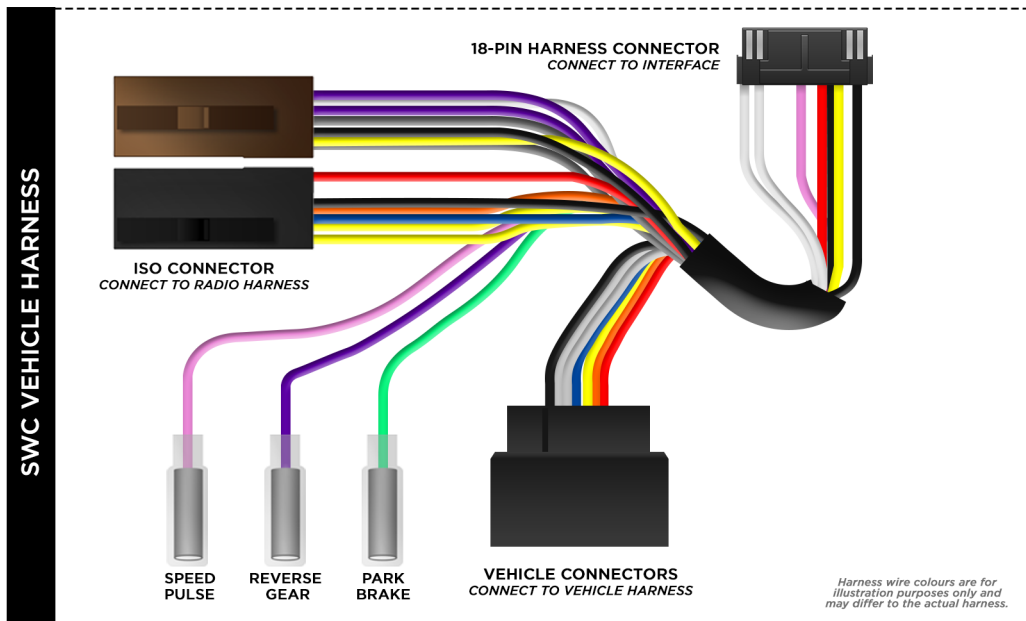 SWC VEHICLE HARNESS
18-PIN HARNESS CONNECTOR
CONNECT TO INTERFACE
ISO CONNECTOR
CONNECT TO RADIO HARNESS
SPEED
PULSE
REVERSE
GEAR
PARK
BRAKE
VEHICLE CONNECTORS
CONNECT TO VEHICLE HARNESS
Harness wire colours are for
illustration purposes only and
may differ to the actual harness.